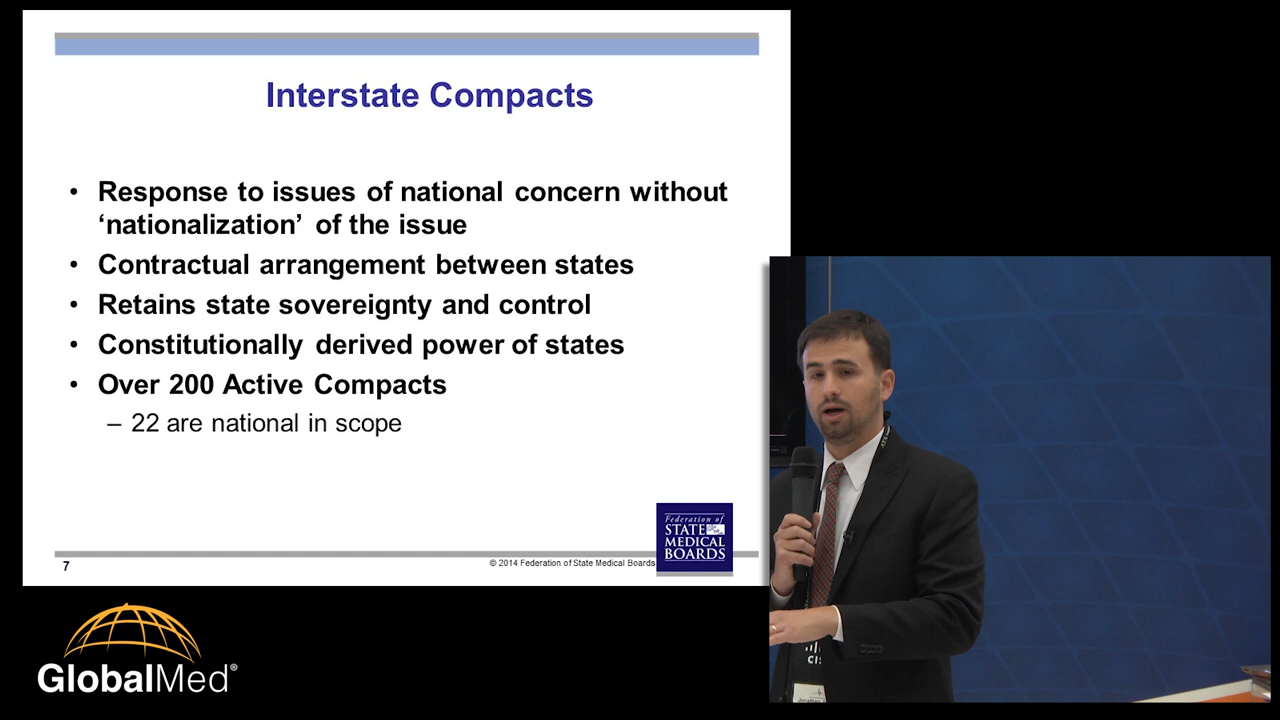 Interstate Compacts
• Response to issues of national concern without
‘nationalization’ of the issue
• Contractual arrangement between states
• Retains state sovereignty and control
• Constitutionally derived power of states
• Over 200 Active Compacts
– 22 are national in scope
Federation of
STATE
MEDICAL
BOARDS
7
© 2014 Federation of State Medical Boards
GlobalMed®
CIS